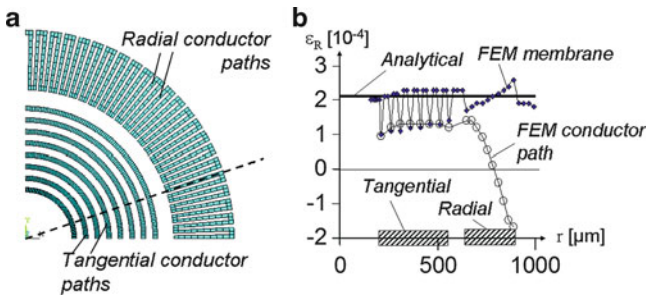 a
Radial conductor
paths
Tangential conductor
paths
b
εR [10-4]
Analytical
FEM membrane
FEM conductor
path
Tangential
Radial
3
2
1
0
-1
-2
0
500
1000
r [µm]